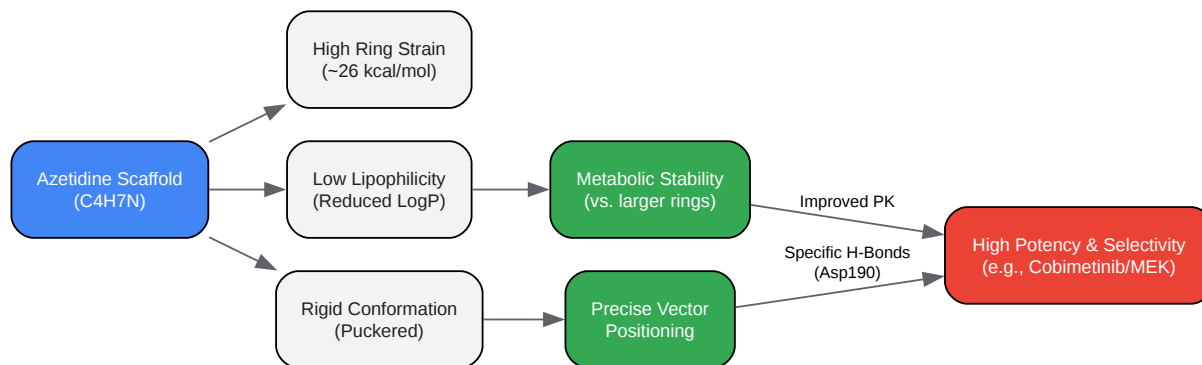 High Ring Strain
(~26 kcal/mol)
Azetidine Scaffold
(C4H7N)
Low Lipophilicity
(Reduced LogP)
Metabolic Stability
(vs. larger rings)
Improved PK
Specific H-Bonds
(Asp190)
High Potency & Selectivity
(e.g., Cobimetinib/MEK)
Rigid Conformation
(Puckered)
Precise Vector
Positioning